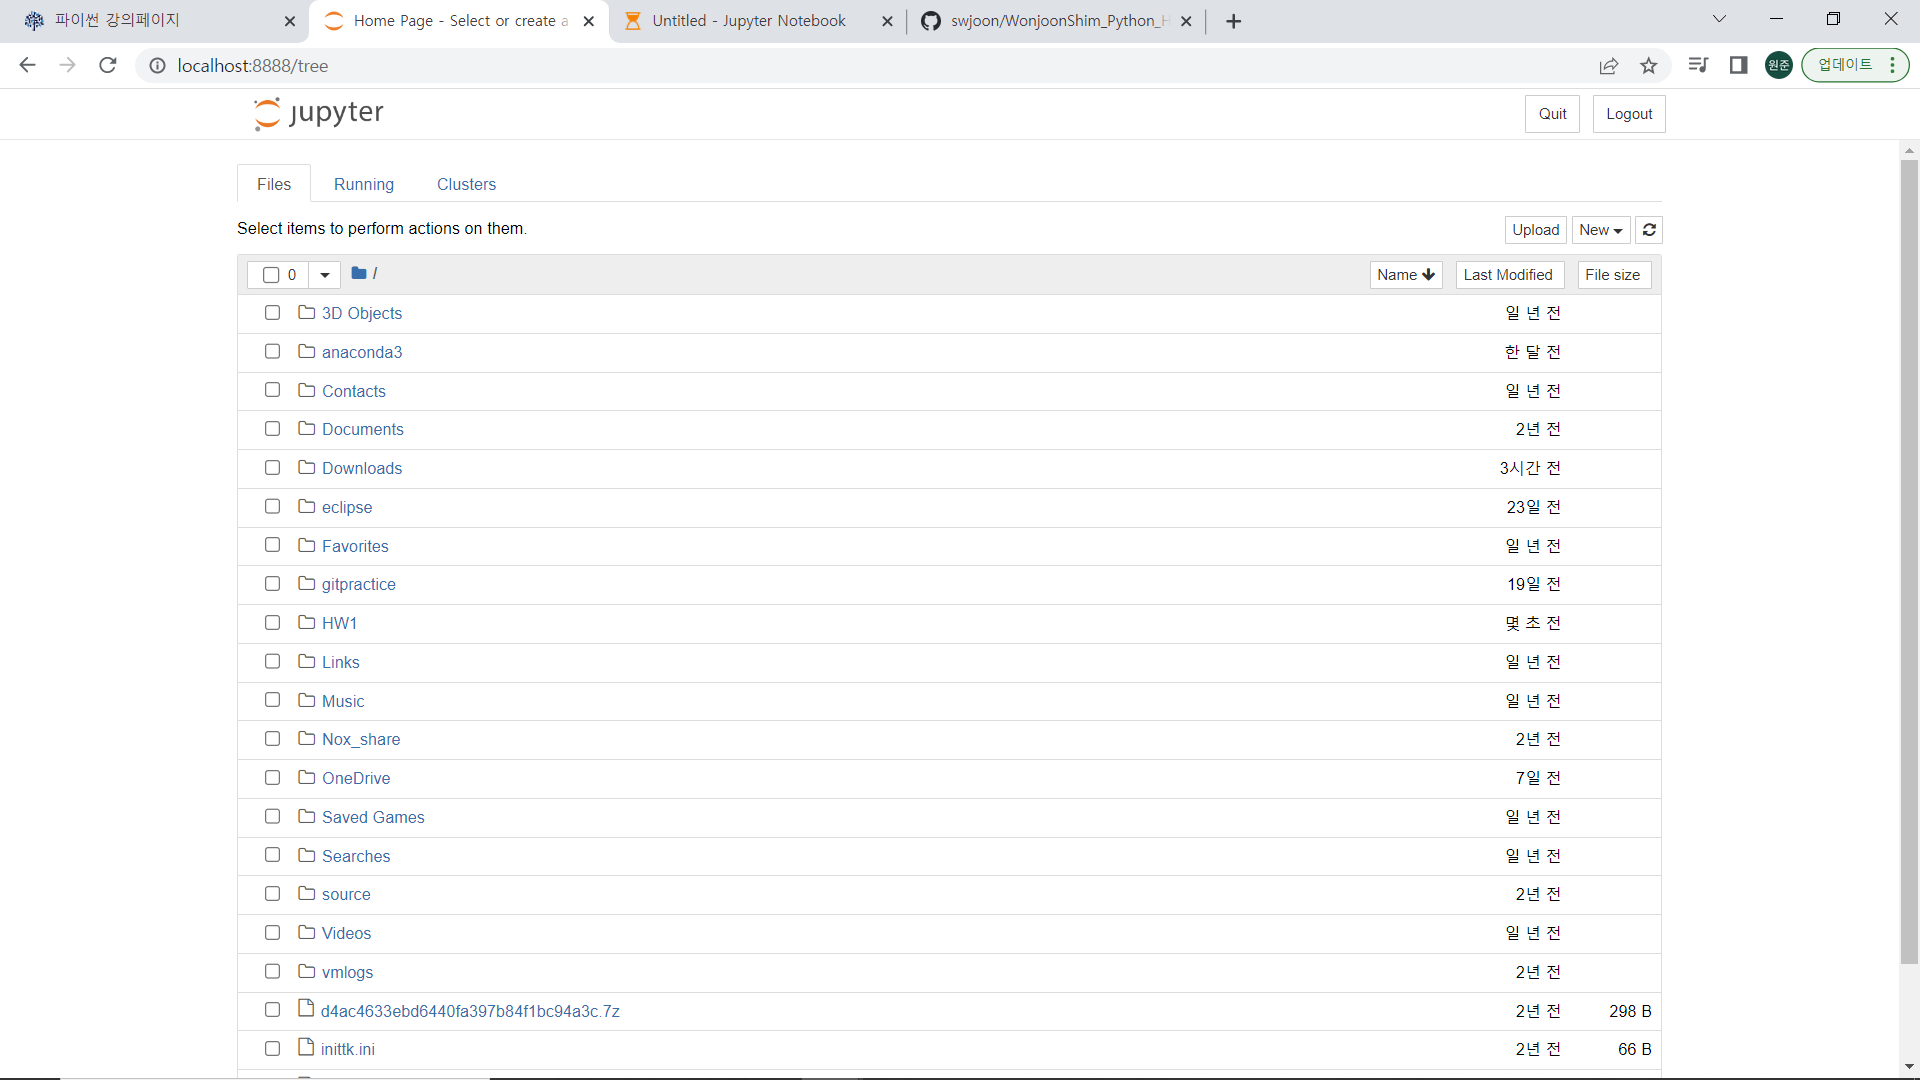 파이썬 강의페이지
Home Page - Select or create a
Untitled - Jupyter Notebook
swjoon/WonjoonShim_Python_H
localhost:8888/tree
원준
업데이트
jupyter
Quit
Logout
Files
Running
Clusters
Select items to perform actions on them.
Upload
New
0
/
Name
Last Modified
File size
3D Objects
일 년 전
anaconda3
한 달 전
Contacts
일 년 전
Documents
2년 전
Downloads
3시간 전
eclipse
23일 전
Favorites
일 년 전
gitpractice
19일 전
HW1
몇 초 전
Links
일 년 전
Music
일 년 전
Nox_share
2년 전
OneDrive
7일 전
Saved Games
일 년 전
Searches
일 년 전
source
2년 전
Videos
일 년 전
vmlogs
2년 전
d4ac4633ebd6440fa397b84f1bc94a3c.7z
2년 전
298 B
inittk.ini
2년 전
66 B